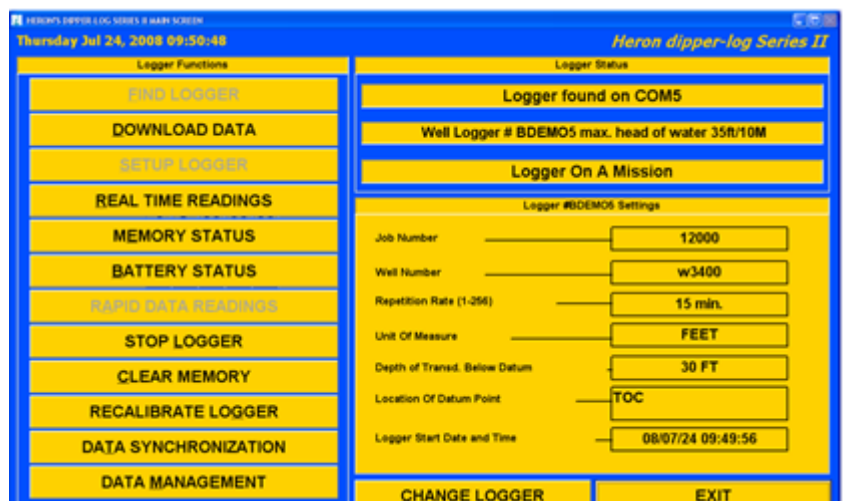 HERON'S DIPPER-LOG SERIES II MAIN SCREEN
Thursday Jul 24, 2008 09:50:48
Heron dipper-log Series II
Logger Functions
FIND LOGGER
DOWNLOAD DATA
SETUP LOGGER
REAL TIME READINGS
MEMORY STATUS
BATTERY STATUS
RAPID DATA READINGS
STOP LOGGER
CLEAR MEMORY
RECALIBRATE LOGGER
DATA SYNCHRONIZATION
DATA MANAGEMENT
Logger Status
Logger found on COM5
Well Logger # BDEMO5 max. head of water 35ft/10M
Logger On A Mission
Logger #BDEMO5 Settings
Job Number 12000
Well Number w3400
Repetition Rate (1-256) 15 min.
Unit Of Measure FEET
Depth of Transd. Below Datum 30 FT
Location Of Datum Point TOC
Logger Start Date and Time 08/07/24 09:49:56
CHANGE LOGGER
EXIT